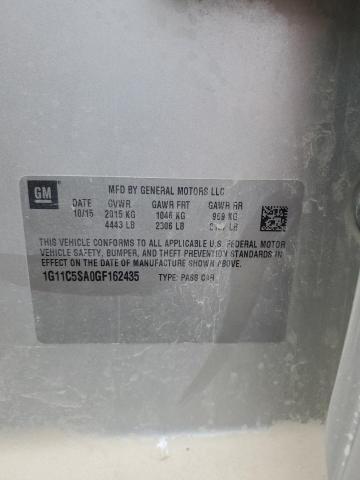 GM
MFD BY GENERAL MOTORS LLC
DATE GVWR GAWR FRT GAWR RR
10/15 2015 KG 1046 KG 969 KG
4443 LB 2306 LB LB
THIS VEHICLE CONFORMS TO ALL APPLICABLE U.S. FEDERAL MOTOR
VEHICLE SAFETY, BUMPER, AND THEFT PREVENTION STANDARDS IN
EFFECT ON THE DATE OF MANUFACTURE SHOWN ABOVE.
1G11C5SA0GF162435 TYPE: PASS CAR